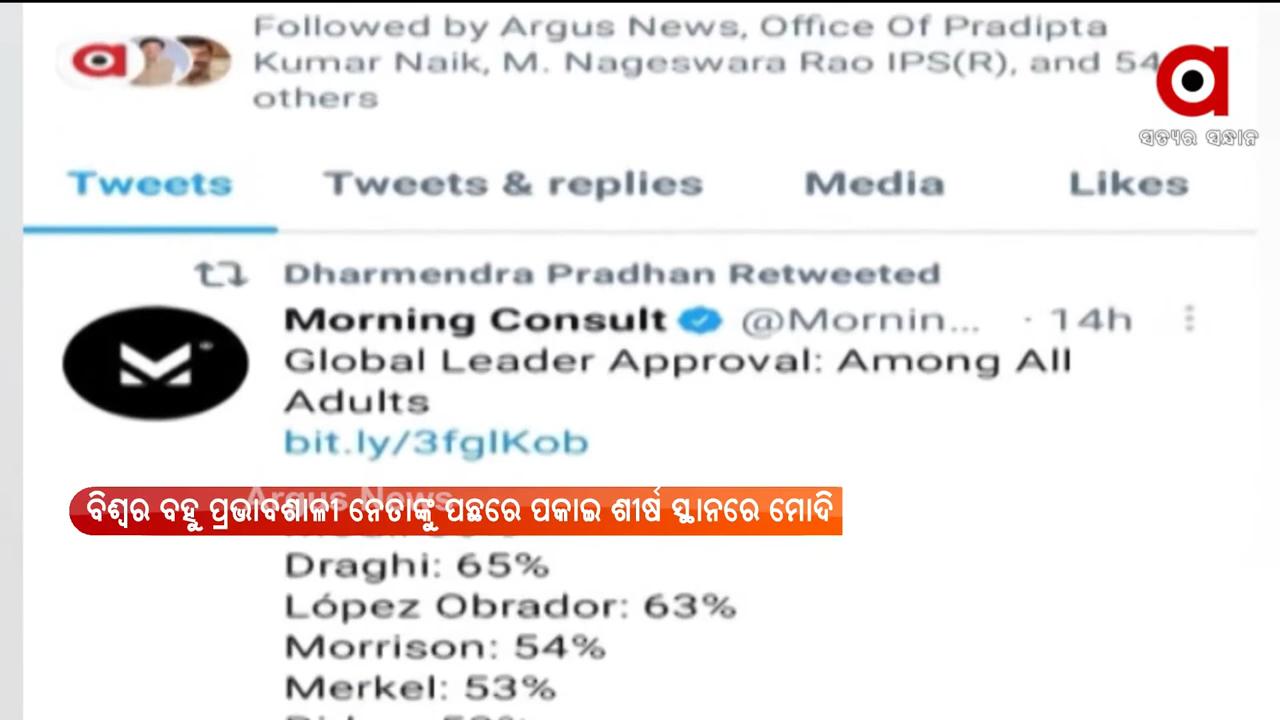 Followed by Argus News, Office Of Pradipta
Kumar Naik, M. Nageswara Rao IPS(R), and 54
others
ସତ୍ୟର ସନ୍ଧାନ
Tweets Tweets & replies Media Likes
Dharmendra Pradhan Retweeted
Morning Consult @Mornin... · 14h
Global Leader Approval: Among All
Adults
bit.ly/3fglKob
Argus News
ବିଶ୍ୱର ବହୁ ପ୍ରଭାବଶାଳୀ ନେତାଙ୍କୁ ପଛରେ ପକାଇ ଶୀର୍ଷ ସ୍ଥାନରେ ମୋଦି
Draghi: 65%
López Obrador: 63%
Morrison: 54%
Merkel: 53%